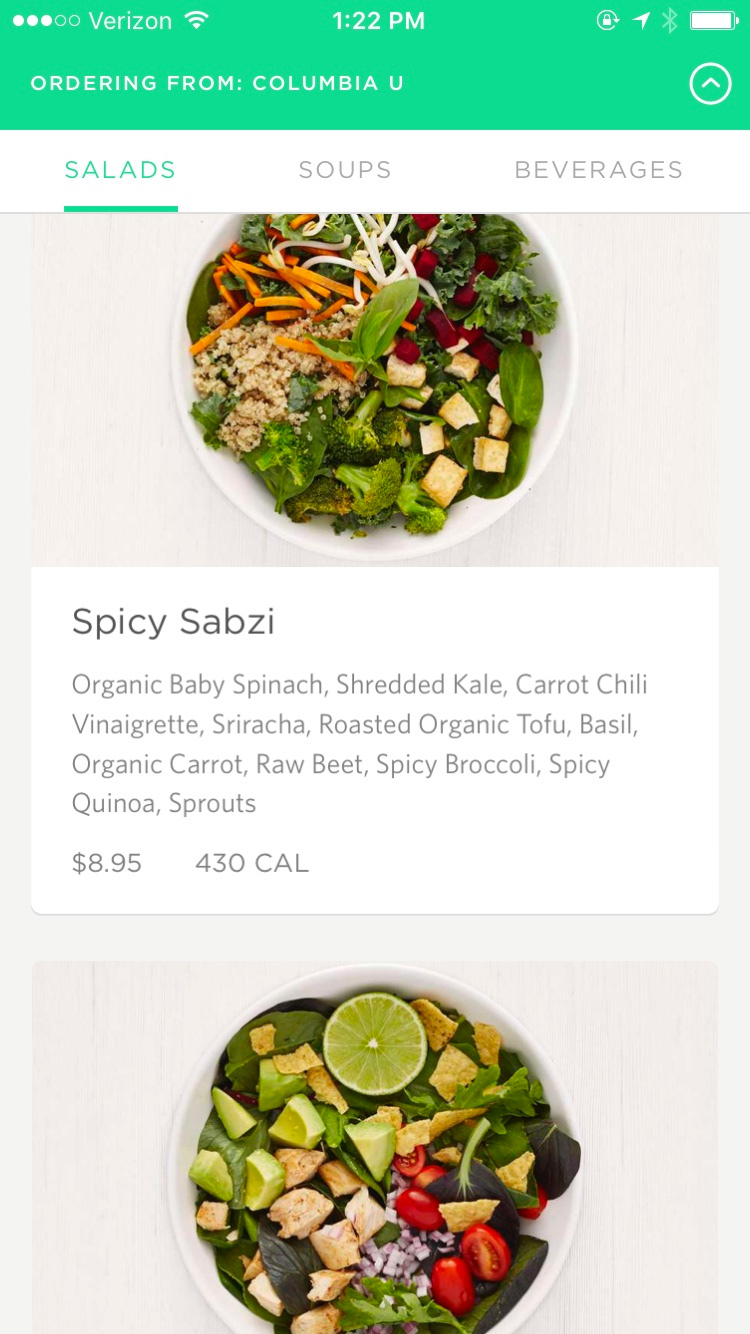 Verizon 1:22 PM
ORDERING FROM: COLUMBIA U
SALADS SOUPS BEVERAGES
Spicy Sabzi
Organic Baby Spinach, Shredded Kale, Carrot Chili
Vinaigrette, Sriracha, Roasted Organic Tofu, Basil,
Organic Carrot, Raw Beet, Spicy Broccoli, Spicy
Quinoa, Sprouts
$8.95 430 CAL